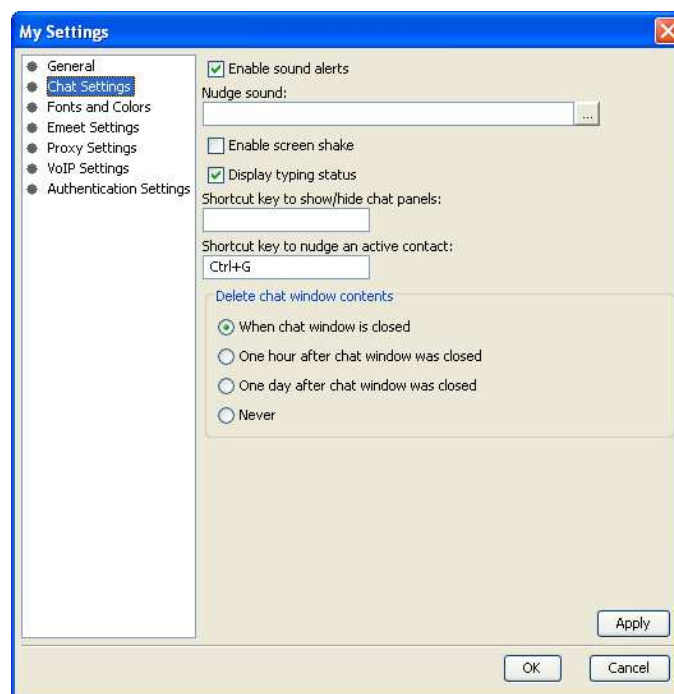 My Settings
General
Chat Settings
Fonts and Colors
Emeet Settings
Proxy Settings
VoIP Settings
Authentication Settings
Enable sound alerts
Nudge sound:
...
Enable screen shake
Display typing status
Shortcut key to show/hide chat panels:
Shortcut key to nudge an active contact:
Ctrl+G
Delete chat window contents
When chat window is closed
One hour after chat window was closed
One day after chat window was closed
Never
Apply
OK
Cancel